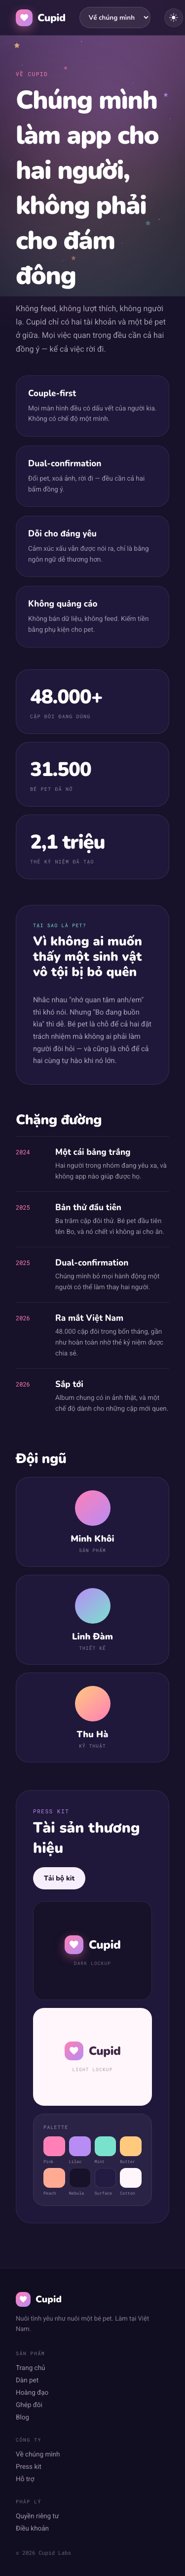 Cupid
Về chúng mình
VỀ CUPID
Chúng mình
làm app cho
hai người,
không phải
cho đám
đông
Không feed, không lượt thích, không người
lạ. Cupid chỉ có hai tài khoản và một bé pet
ở giữa. Mọi việc quan trọng đều cần cả hai
đồng ý — kể cả việc rời đi.
Couple-first
Mọi màn hình đều có dấu vết của người kia.
Không có chế độ một mình.
Dual-confirmation
Đổi pet, xoá ảnh, rời đi — đều cần cả hai
bấm đồng ý.
Dỗi cho đáng yêu
Cảm xúc xấu vẫn được nói ra, chỉ là bằng
ngôn ngữ dễ thương hơn.
Không quảng cáo
Không bán dữ liệu, không feed. Kiếm tiền
bằng phụ kiện cho pet.
48.000+
CẶP ĐÔI ĐANG DÙNG
31.500
BÉ PET ĐÃ NỞ
2,1 triệu
THẺ KỶ NIỆM ĐÃ TẠO
TẠI SAO LÀ PET?
Vì không ai muốn
thấy một sinh vật
vô tội bị bỏ quên
Nhắc nhau "nhớ quan tâm anh/em"
thì khó nói. Nhưng "Bo đang buồn
kìa" thì dễ. Bé pet là chỗ để cả hai đặt
trách nhiệm mà không ai phải làm
người đòi hỏi — và cũng là chỗ để cả
hai cùng tự hào khi nó lớn.
Chặng đường
2024
Một cái bảng trắng
Hai người trong nhóm đang yêu xa, và
không app nào giúp được họ.
2025
Bản thử đầu tiên
Ba trăm cặp đôi thử. Bé pet đầu tiên
tên Bo, và nó chết vì không ai cho ăn.
2025
Dual-confirmation
Chúng mình bỏ mọi hành động một
người có thể làm thay hai người.
2026
Ra mắt Việt Nam
48.000 cặp đôi trong bốn tháng, gần
như hoàn toàn nhờ thẻ kỷ niệm được
chia sẻ.
2026
Sắp tới
Album chung có in ảnh thật, và một
chế độ dành cho những cặp mới quen.
Đội ngũ
Minh Khôi
SẢN PHẨM
Linh Đàm
THIẾT KẾ
Thu Hà
KỸ THUẬT
PRESS KIT
Tài sản thương
hiệu
Tải bộ kit
Cupid
DARK LOCKUP
Cupid
LIGHT LOCKUP
PALETTE
Pink Lilac Mint Butter
Peach Nebula Surface Cotton
Cupid
Nuôi tình yêu như nuôi một bé pet. Làm tại Việt
Nam.
SẢN PHẨM
Trang chủ
Dàn pet
Hoàng đạo
Ghép đôi
Blog
CÔNG TY
Về chúng mình
Press kit
Hỗ trợ
PHÁP LÝ
Quyền riêng tư
Điều khoản
© 2026 Cupid Labs